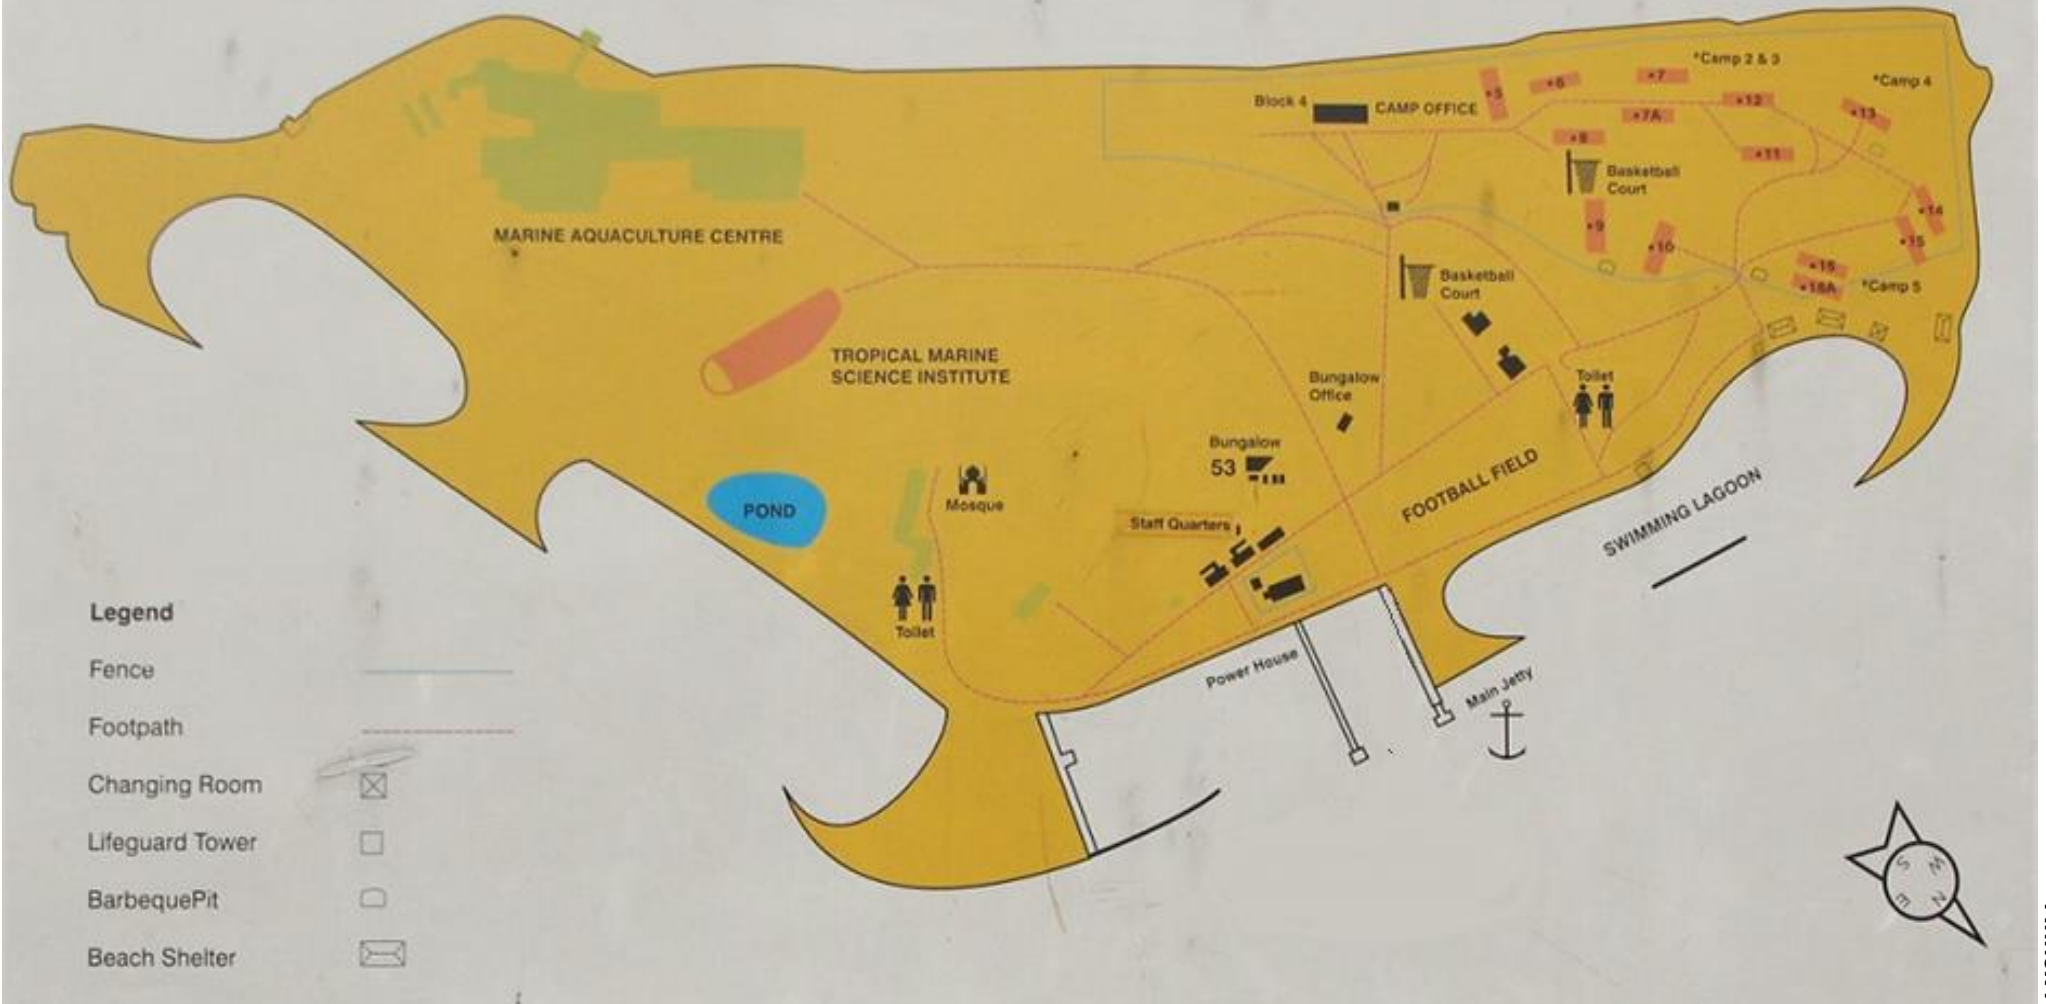 *Camp 2 & 3
*Camp 4
Block 4
CAMP OFFICE
•6
•7
•7A
•12
•13
•8
•11
Basketball
Court
•9
•10
•14
•15
•16
•16A
*Camp 5
MARINE AQUACULTURE CENTRE
Basketball
Court
TROPICAL MARINE
SCIENCE INSTITUTE
Bungalow
Office
Toilet
Bungalow
53
FOOTBALL FIELD
SWIMMING LAGOON
POND
Mosque
Staff Quarters
Toilet
Power House
Main Jetty
Legend
Fence
Footpath
Changing Room
Lifeguard Tower
BarbequePit
Beach Shelter
S
W
E
N